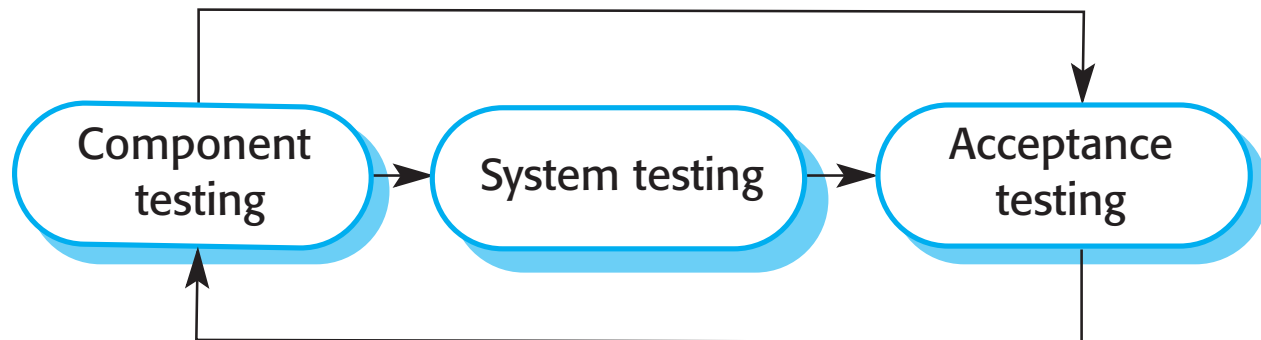 Component
testing
System testing
Acceptance
testing